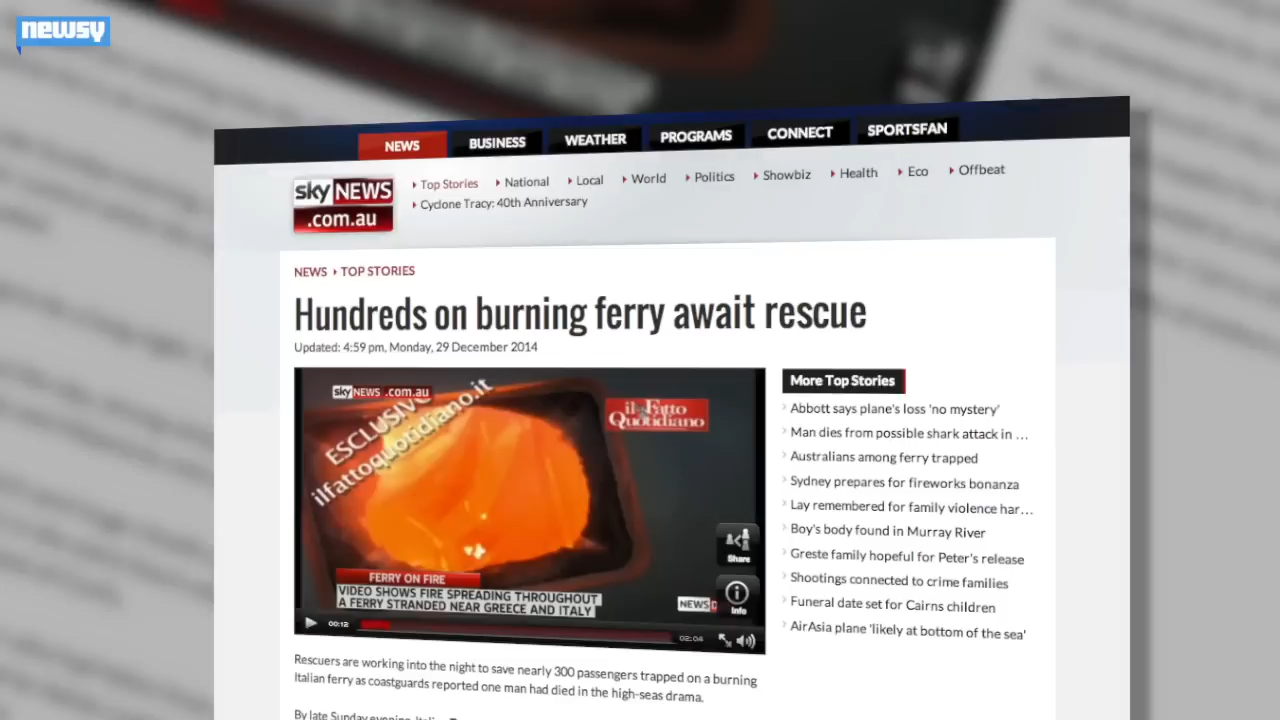 newsy
NEWS BUSINESS WEATHER PROGRAMS CONNECT SPORTSFAN
sky NEWS
.com.au
Top Stories National Local World Politics Showbiz Health Eco Offbeat
Cyclone Tracy: 40th Anniversary
NEWS TOP STORIES
Hundreds on burning ferry await rescue
Updated: 4:59 pm, Monday, 29 December 2014
sky NEWS .com.au
ESCLUSIVO
ilfattoquotidiano.it
il Fatto
Quotidiano
Share
Info
FERRY ON FIRE
VIDEO SHOWS FIRE SPREADING THROUGHOUT
A FERRY STRANDED NEAR GREECE AND ITALY
NEWS
00:12
02:04
More Top Stories
Abbott says plane's loss 'no mystery'
Man dies from possible shark attack in ...
Australians among ferry trapped
Sydney prepares for fireworks bonanza
Lay remembered for family violence har...
Boy's body found in Murray River
Greste family hopeful for Peter's release
Shootings connected to crime families
Funeral date set for Cairns children
AirAsia plane 'likely at bottom of the sea'
Rescuers are working into the night to save nearly 300 passengers trapped on a burning
Italian ferry as coastguards reported one man had died in the high-seas drama.
By late Sunday evening,